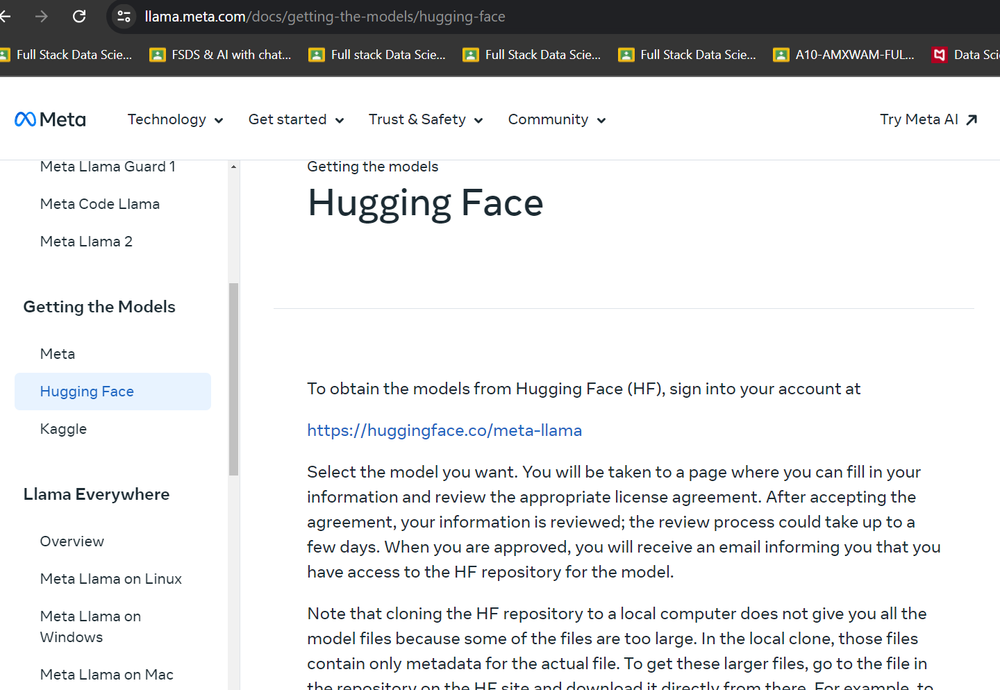 llama.meta.com/docs/getting-the-models/hugging-face
Full Stack Data Scie...
FSDS & AI with chat...
Full stack Data Scie...
Full Stack Data Scie...
Full Stack Data Scie...
A10-AMXWAM-FUL...
Data Sci
Meta
Technology
Get started
Trust & Safety
Community
Try Meta AI
Meta Llama Guard 1
Meta Code Llama
Meta Llama 2
Getting the Models
Meta
Hugging Face
Kaggle
Llama Everywhere
Overview
Meta Llama on Linux
Meta Llama on
Windows
Meta Llama on Mac
Getting the models
Hugging Face
To obtain the models from Hugging Face (HF), sign into your account at
https://huggingface.co/meta-llama
Select the model you want. You will be taken to a page where you can fill in your
information and review the appropriate license agreement. After accepting the
agreement, your information is reviewed; the review process could take up to a
few days. When you are approved, you will receive an email informing you that you
have access to the HF repository for the model.
Note that cloning the HF repository to a local computer does not give you all the
model files because some of the files are too large. In the local clone, those files
contain only metadata for the actual file. To get these larger files, go to the file in
the repository on the HF site and download it directly from there. For example, to